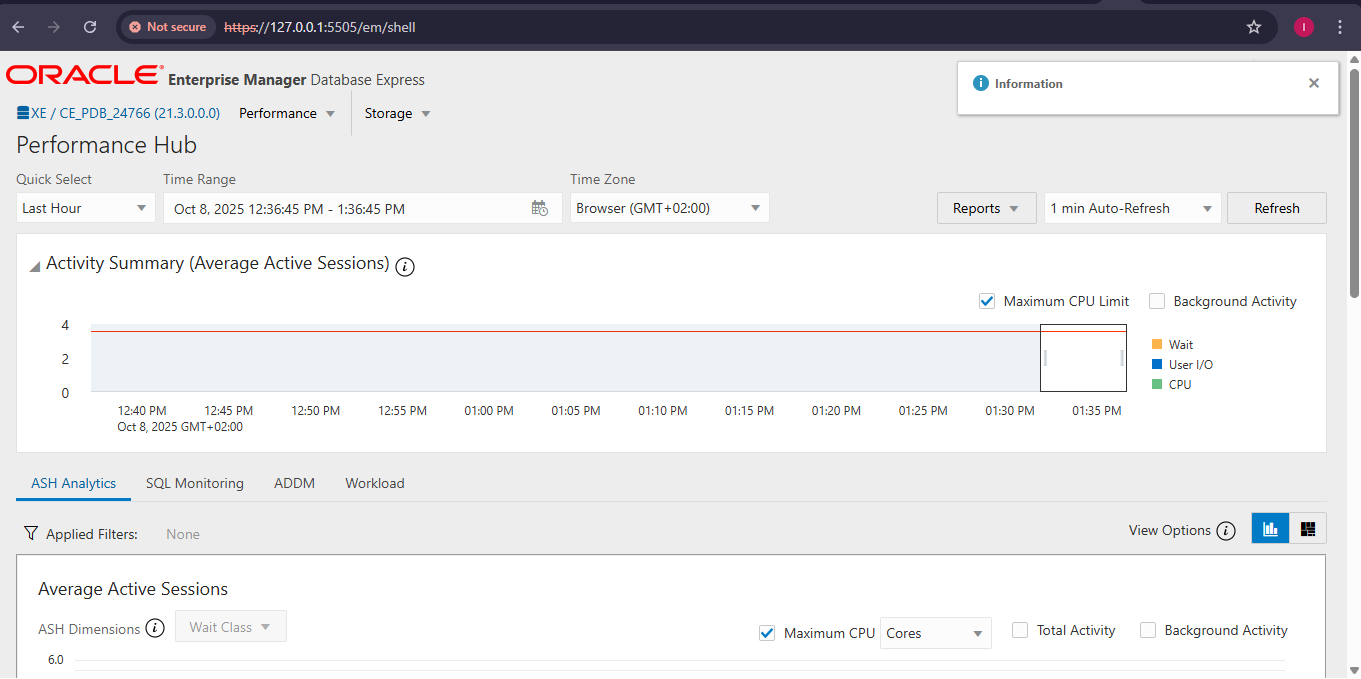 Not secure https://127.0.0.1:5505/em/shell I
ORACLE® Enterprise Manager Database Express
Information
XE / CE_PDB_24766 (21.3.0.0.0) Performance Storage
Performance Hub
Quick Select Time Range Time Zone
Last Hour Oct 8, 2025 12:36:45 PM - 1:36:45 PM Browser (GMT+02:00) Reports 1 min Auto-Refresh Refresh
Activity Summary (Average Active Sessions)
Maximum CPU Limit Background Activity
4
2
0
Wait
User I/O
CPU
12:40 PM 12:45 PM 12:50 PM 12:55 PM 01:00 PM 01:05 PM 01:10 PM 01:15 PM 01:20 PM 01:25 PM 01:30 PM 01:35 PM
Oct 8, 2025 GMT+02:00
ASH Analytics SQL Monitoring ADDM Workload
Applied Filters: None View Options
Average Active Sessions
ASH Dimensions Wait Class Maximum CPU Cores Total Activity Background Activity
6.0